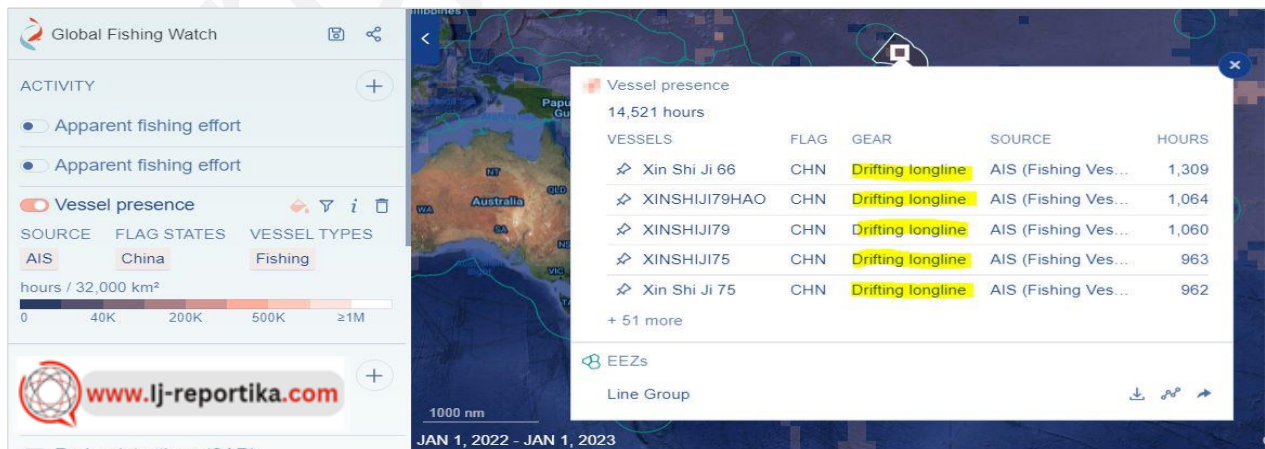 Global Fishing Watch
ACTIVITY
Apparent fishing effort
Apparent fishing effort
Vessel presence
SOURCE FLAG STATES VESSEL TYPES
AIS China Fishing
hours / 32,000 km²
0 40K 200K 500K ≥1M
www.lj-reportika.com
Papu
Gu
NT
QLD
Australia
WA
SA
NS
VIC
1000 nm
JAN 1, 2022 - JAN 1, 2023
Vessel presence
14,521 hours
VESSELS FLAG GEAR SOURCE HOURS
Xin Shi Ji 66 CHN Drifting longline AIS (Fishing Ves... 1,309
XINSHIJI79HAO CHN Drifting longline AIS (Fishing Ves... 1,064
XINSHIJI79 CHN Drifting longline AIS (Fishing Ves... 1,060
XINSHIJI75 CHN Drifting longline AIS (Fishing Ves... 963
Xin Shi Ji 75 CHN Drifting longline AIS (Fishing Ves... 962
+ 51 more
EEZs
Line Group